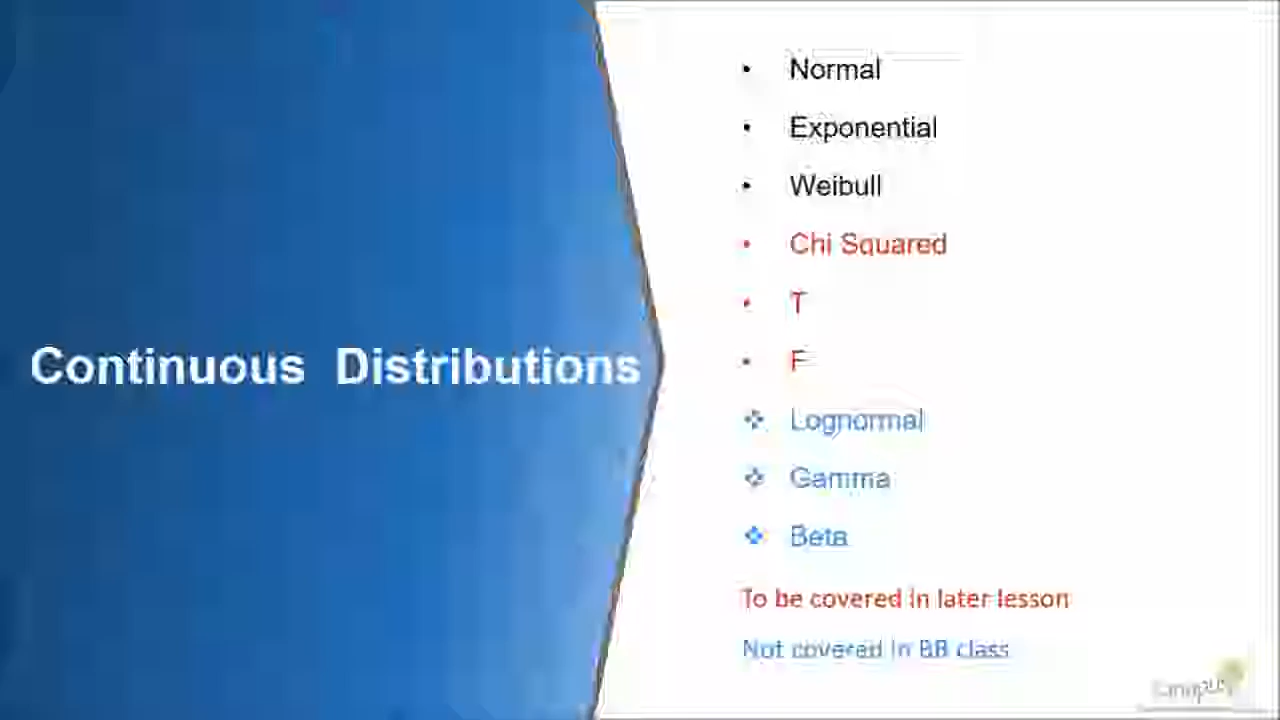 Continuous Distributions
• Normal
• Exponential
• Weibull
• Chi Squared
• T
• F
❖ Lognormal
❖ Gamma
❖ Beta
To be covered in later lesson
Not covered in BB class